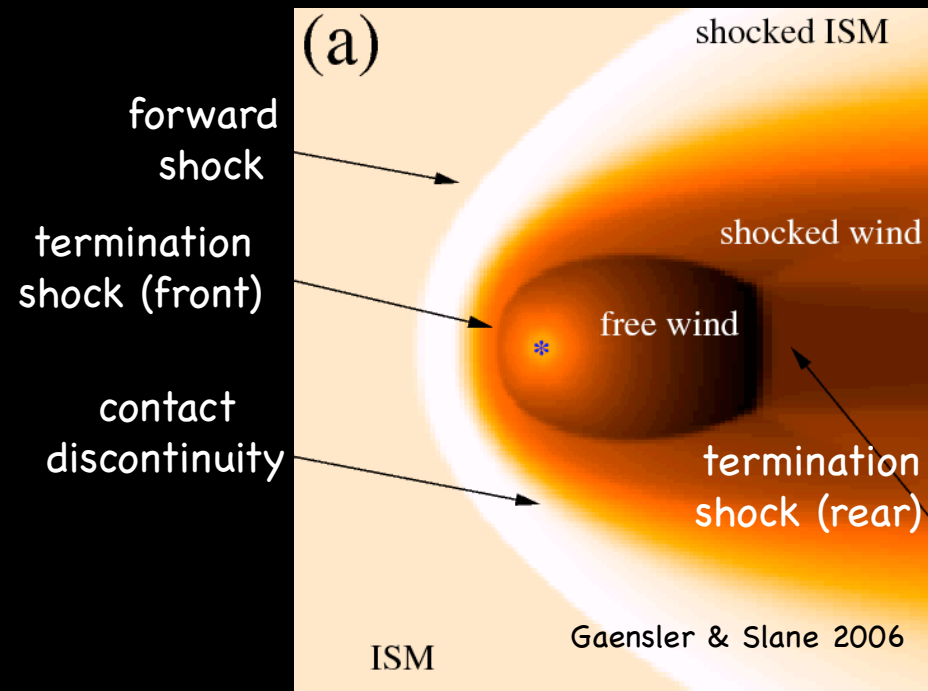 (a)
shocked ISM
forward
shock
termination
shock (front)
shocked wind
free wind
*
contact
discontinuity
termination
shock (rear)
Gaensler & Slane 2006
ISM